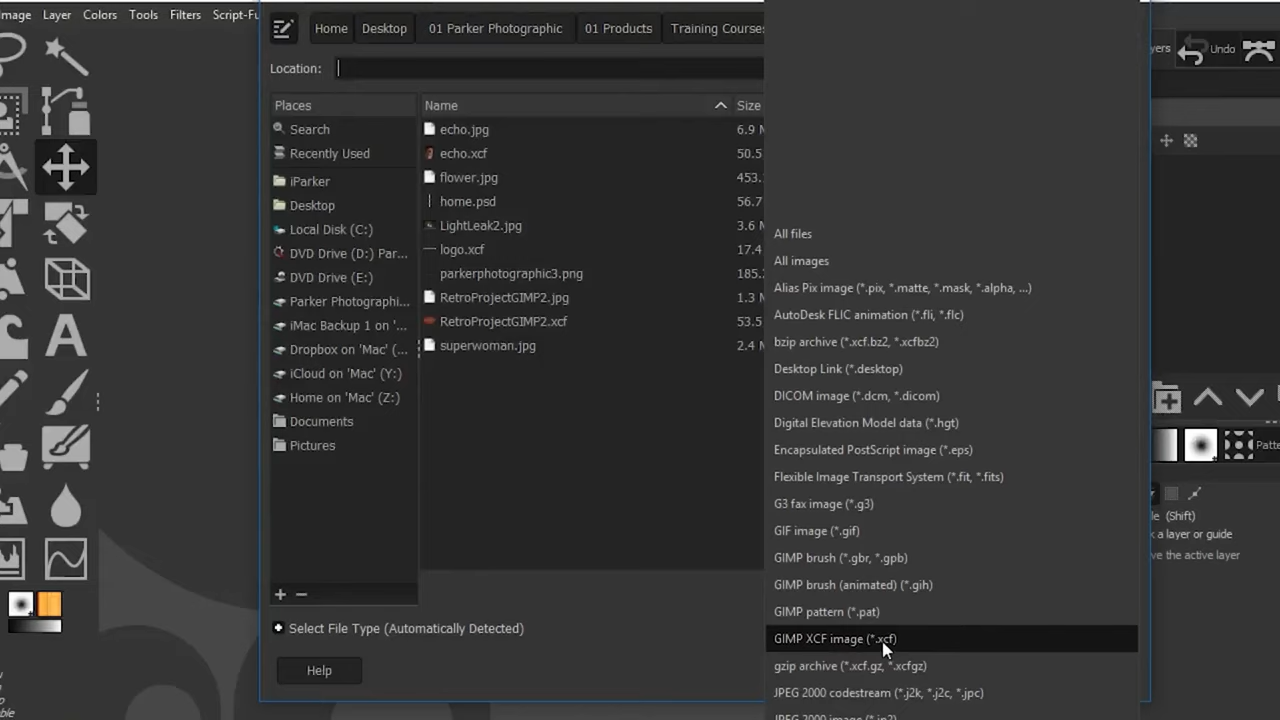 Image Layer Colors Tools Filters Script-Fu
Home Desktop 01 Parker Photographic 01 Products Training Courses
Location:
Places
Search
Recently Used
iParker
Desktop
Local Disk (C:)
DVD Drive (D:) Par...
DVD Drive (E:)
Parker Photographi...
iMac Backup 1 on '...
Dropbox on 'Mac' (...
iCloud on 'Mac' (Y:)
Home on 'Mac' (Z:)
Documents
Pictures
Name Size
echo.jpg 6.9 M
echo.xcf 50.5
flower.jpg 453.
home.psd 56.7
LightLeak2.jpg 3.6 M
logo.xcf 17.4
parkerphotographic3.png 185.
RetroProjectGIMP2.jpg 1.3 M
RetroProjectGIMP2.xcf 53.5
superwoman.jpg 2.4 M
Select File Type (Automatically Detected)
Help
All files
All images
Alias Pix image (*.pix, *.matte, *.mask, *.alpha, ...)
AutoDesk FLIC animation (*.fli, *.flc)
bzip archive (*.xcf.bz2, *.xcfbz2)
Desktop Link (*.desktop)
DICOM image (*.dcm, *.dicom)
Digital Elevation Model data (*.hgt)
Encapsulated PostScript image (*.eps)
Flexible Image Transport System (*.fit, *.fits)
G3 fax image (*.g3)
GIF image (*.gif)
GIMP brush (*.gbr, *.gpb)
GIMP brush (animated) (*.gih)
GIMP pattern (*.pat)
GIMP XCF image (*.xcf)
gzip archive (*.xcf.gz, *.xcfgz)
JPEG 2000 codestream (*.j2k, *.j2c, *.jpc)
JPEG 2000 image (*.jp2)
yers Undo
Patte
le (Shift)
k a layer or guide
ve the active layer